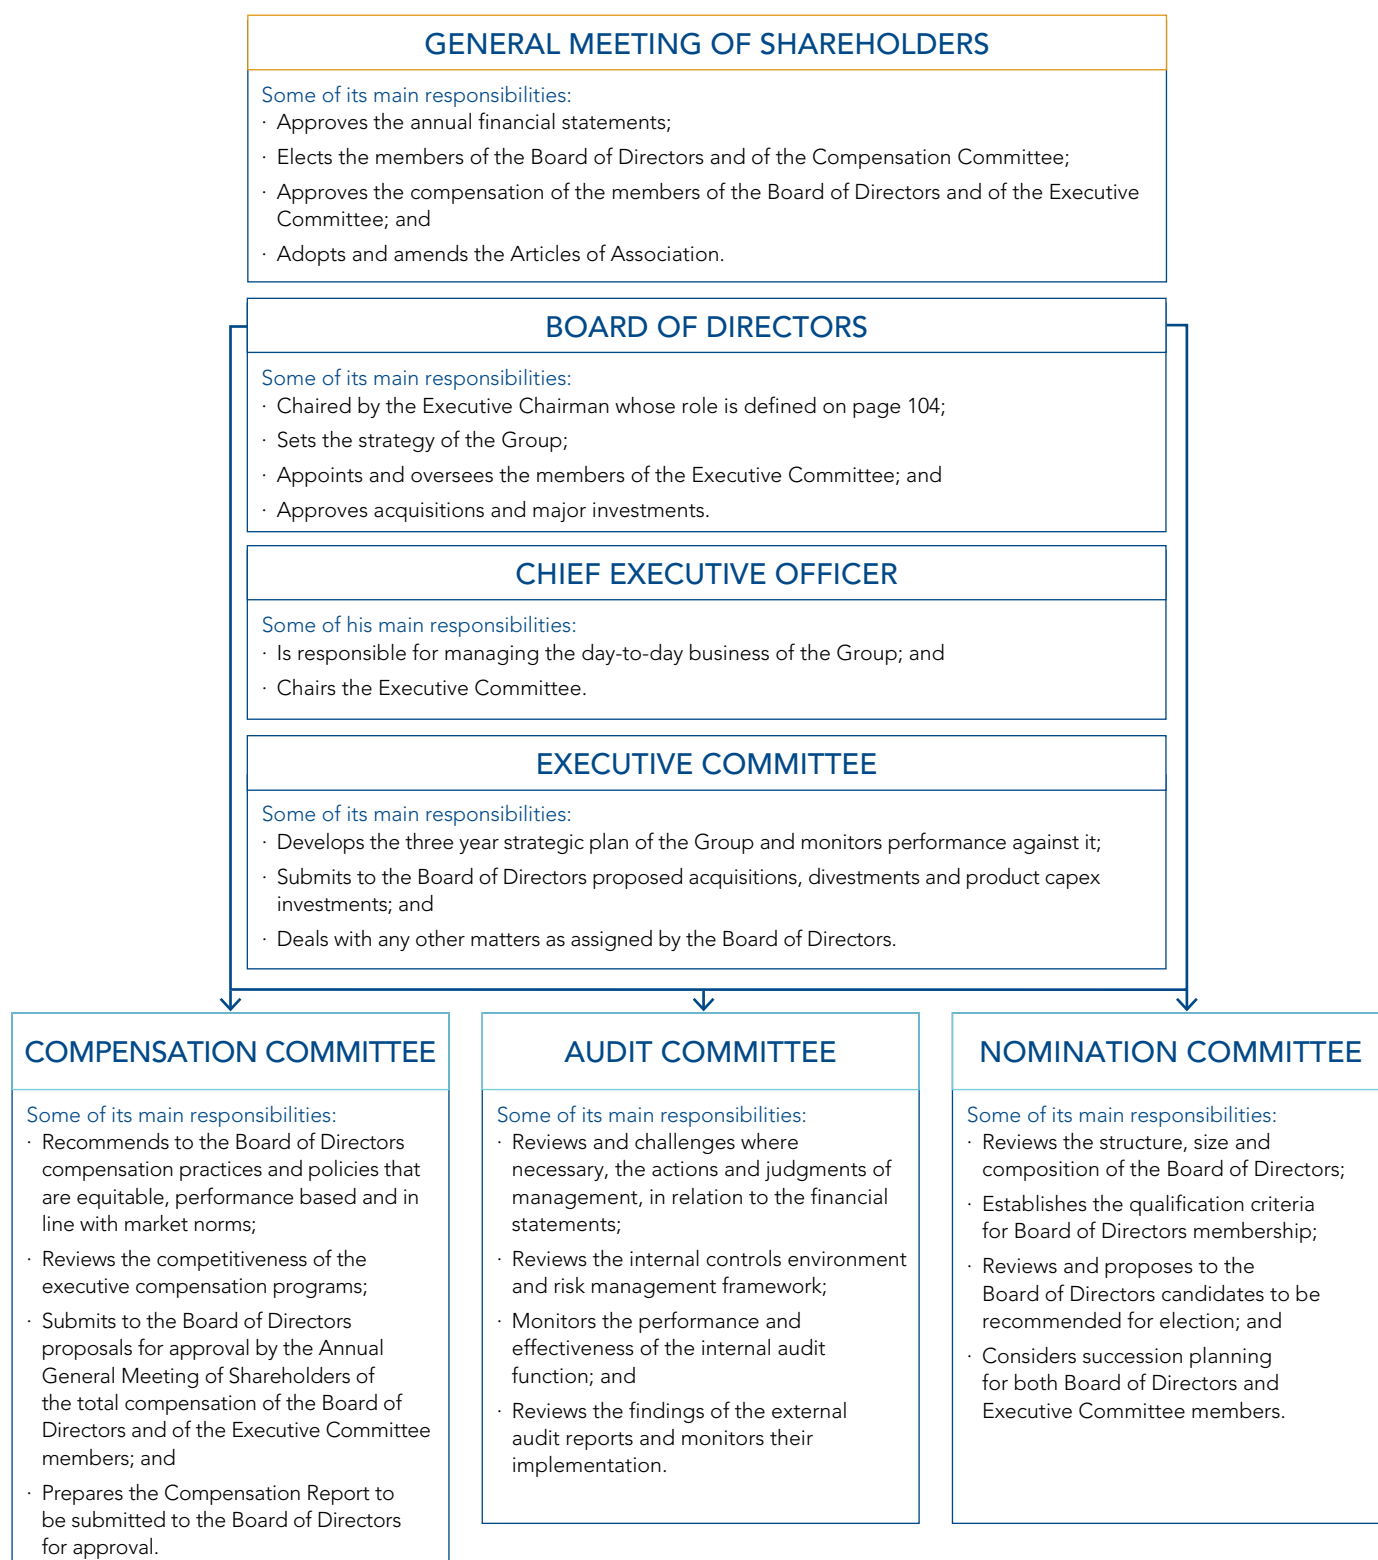 GENERAL MEETING OF SHAREHOLDERS
Some of its main responsibilities:
· Approves the annual financial statements;
· Elects the members of the Board of Directors and of the Compensation Committee;
· Approves the compensation of the members of the Board of Directors and of the Executive
Committee; and
· Adopts and amends the Articles of Association.
BOARD OF DIRECTORS
Some of its main responsibilities:
· Chaired by the Executive Chairman whose role is defined on page 104;
· Sets the strategy of the Group;
· Appoints and oversees the members of the Executive Committee; and
· Approves acquisitions and major investments.
CHIEF EXECUTIVE OFFICER
Some of his main responsibilities:
· Is responsible for managing the day-to-day business of the Group; and
· Chairs the Executive Committee.
EXECUTIVE COMMITTEE
Some of its main responsibilities:
· Develops the three year strategic plan of the Group and monitors performance against it;
· Submits to the Board of Directors proposed acquisitions, divestments and product capex
investments; and
· Deals with any other matters as assigned by the Board of Directors.
COMPENSATION COMMITTEE
Some of its main responsibilities:
· Recommends to the Board of Directors
compensation practices and policies that
are equitable, performance based and in
line with market norms;
· Reviews the competitiveness of the
executive compensation programs;
· Submits to the Board of Directors
proposals for approval by the Annual
General Meeting of Shareholders of
the total compensation of the Board of
Directors and of the Executive Committee
members; and
· Prepares the Compensation Report to
be submitted to the Board of Directors
for approval.
AUDIT COMMITTEE
Some of its main responsibilities:
· Reviews and challenges where
necessary, the actions and judgments of
management, in relation to the financial
statements;
· Reviews the internal controls environment
and risk management framework;
· Monitors the performance and
effectiveness of the internal audit
function; and
· Reviews the findings of the external
audit reports and monitors their
implementation.
NOMINATION COMMITTEE
Some of its main responsibilities:
· Reviews the structure, size and
composition of the Board of Directors;
· Establishes the qualification criteria
for Board of Directors membership;
· Reviews and proposes to the
Board of Directors candidates to be
recommended for election; and
· Considers succession planning
for both Board of Directors and
Executive Committee members.